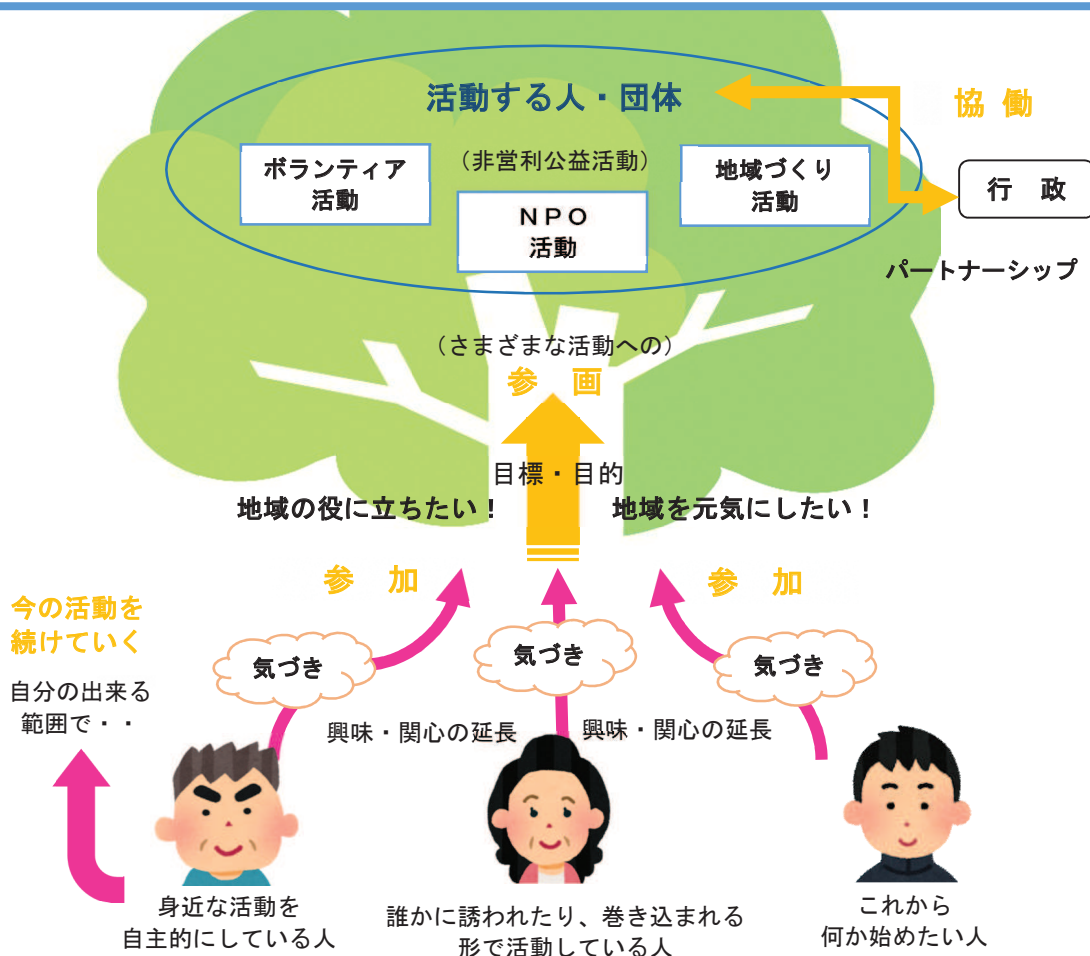 活動する人・団体
協 働
ボランティア
活動
(非営利公益活動)
NPO
活動
地域づくり
活動
行 政
パートナーシップ
(さまざまな活動への)
参 画
目標・目的
地域の役に立ちたい!
地域を元気にしたい!
参 加
参 加
今の活動を
続けていく
自分の出来る
範囲で・・
気づき
気づき
気づき
興味・関心の延長
興味・関心の延長
身近な活動を
自主的にしている人
誰かに誘われたり、巻き込まれる
形で活動している人
これから
何か始めたい人